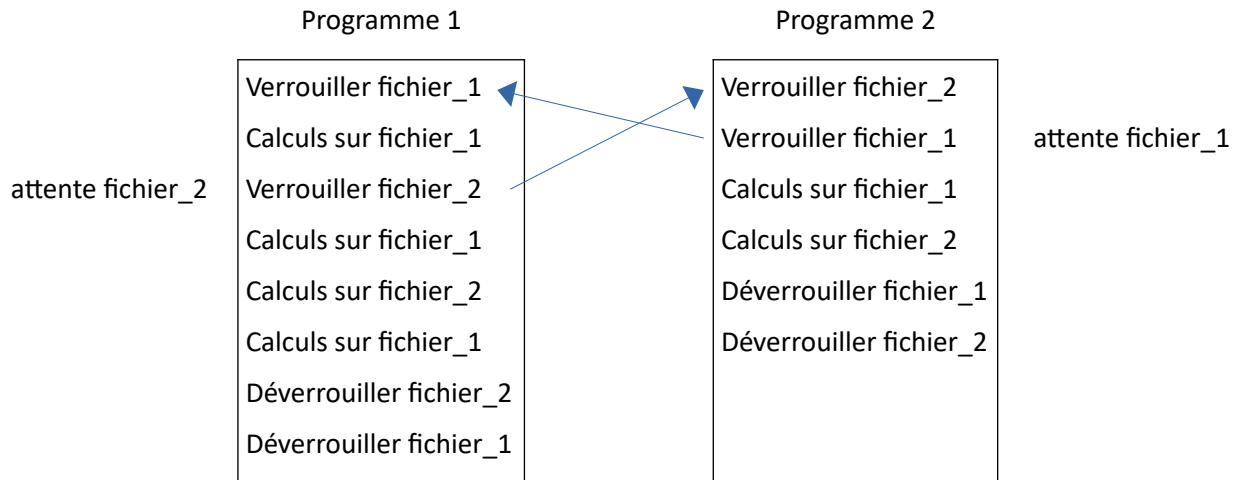 Programme 1
Programme 2
attente fichier_2
Verrouiller fichier_1
Calculs sur fichier_1
Verrouiller fichier_2
Calculs sur fichier_1
Calculs sur fichier_2
Calculs sur fichier_1
Déverrouiller fichier_2
Déverrouiller fichier_1
Verrouiller fichier_2
Verrouiller fichier_1
Calculs sur fichier_1
Calculs sur fichier_2
Déverrouiller fichier_1
Déverrouiller fichier_2
attente fichier_1